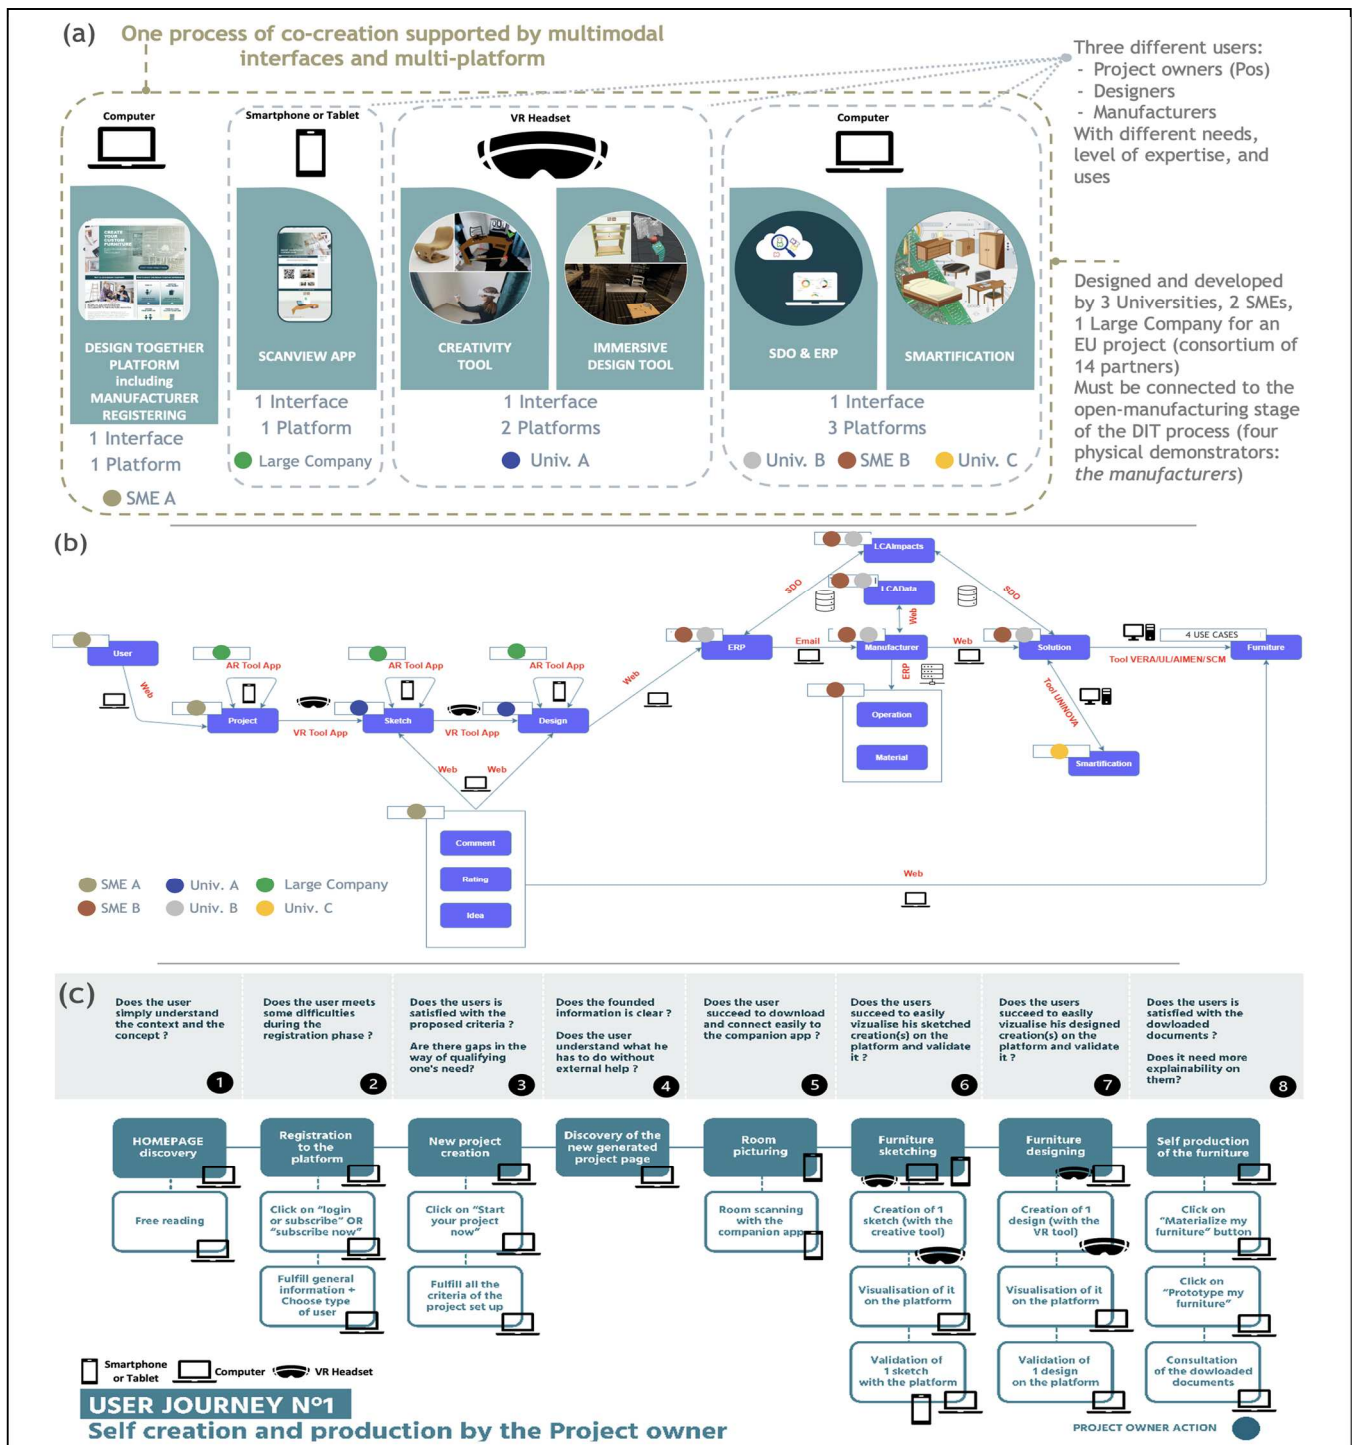 (a)
One process of co-creation supported by multimodal
interfaces and multi-platform
Three different users:
- Project owners (Pos)
- Designers
- Manufacturers
With different needs,
level of expertise, and
uses
Computer
Smartphone or Tablet
VR Headset
Computer
CREATE
YOUR
CUSTOM
FURNITURE
DESIGN TOGETHER
PLATFORM
including
MANUFACTURER
REGISTERING
SCANVIEW APP
CREATIVITY
TOOL
IMMERSIVE
DESIGN TOOL
SDO & ERP
SMARTIFICATION
1 Interface
1 Platform
SME A
1 Interface
1 Platform
Large Company
1 Interface
2 Platforms
Univ. A
1 Interface
3 Platforms
Univ. B
SME B
Univ. C
Designed and developed
by 3 Universities, 2 SMEs,
1 Large Company for an
EU project (consortium of
14 partners)
Must be connected to the
open-manufacturing stage
of the DIT process (four
physical demonstrators:
the manufacturers)
(b)
LCAImpacts
SDO
SDO
LCAData
Web
User
ERP
Email
Manufacturer
Web
Solution
4 USE CASES
Furniture
Tool VERA/UL/AIMEN/SCM
AR Tool App
AR Tool App
AR Tool App
Web
Web
ERP
Tool UNINOVA
Project
VR Tool App
Sketch
VR Tool App
Design
Operation
Material
Smartification
Web
Web
Comment
Rating
Idea
Web
SME A
Univ. A
Large Company
SME B
Univ. B
Univ. C
(c)
Does the user
simply understand
the context and the
concept ?
1
Does the user meets
some difficulties
during the
registration phase ?
2
Does the users is
satisfied with the
proposed criteria ?
Are there gaps in the
way of qualifying
one's need?
3
Does the founded
information is clear ?
Does the user
understand what he
has to do without
external help ?
4
Does the user
succeed to download
and connect easily to
the companion app ?
5
Does the users
succeed to easily
vizualise his sketched
creation(s) on the
platform and validate
it ?
6
Does the users
succeed to easily
vizualise his designed
creation(s) on the
platform and validate
it ?
7
Does the users is
satisfied with the
dowloaded
documents ?
Does it need more
explainability on
them?
8
HOMEPAGE
discovery
Registration
to the
platform
New project
creation
Discovery of the
new generated
project page
Room
picturing
Furniture
sketching
Furniture
designing
Self production
of the furniture
Free reading
Click on "login
or subscribe" OR
"subscribe now"
Click on "Start
your project
now"
Room scanning
with the
companion app
Creation of 1
sketch (with the
creative tool)
Creation of 1
design (with the
VR tool)
Click on
"Materialize my
furniture" button
Fulfill general
information +
Choose type
of user
Fulfill all the
criteria of the
project set up
Visualisation of it
on the platform
Visualisation of it
on the platform
Click on
"Prototype my
furniture"
Validation of
1 sketch
with the platform
Validation of
1 design
on the platform
Consultation
of the dowloaded
documents
Smartphone
or Tablet
Computer
VR Headset
USER JOURNEY N°1
Self creation and production by the Project owner
PROJECT OWNER ACTION